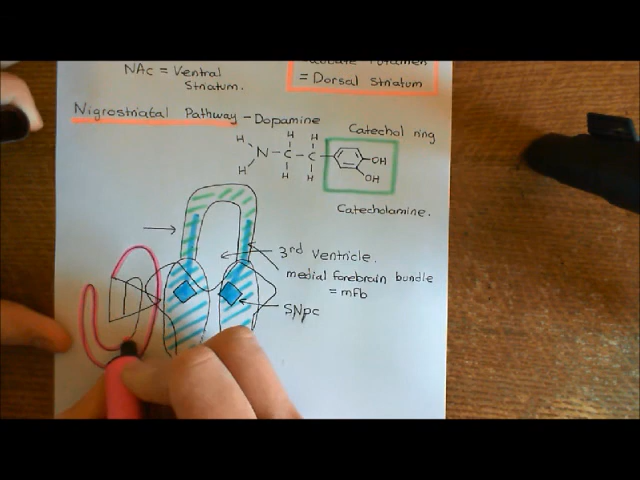 NAc = Ventral
Striatum.
Putamen
= Dorsal Striatum
Nigrostriatal Pathway - Dopamine
Catechol ring
H
H
H
N
C
C
OH
H
H
H
OH
Catecholamine.
3rd Ventricle.
medial forebrain bundle
= mFb
SNpc